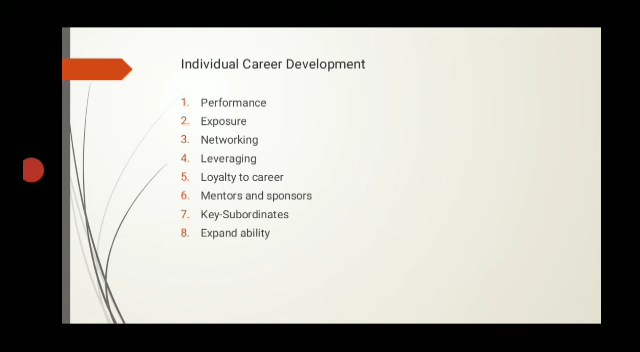 Individual Career Development
1. Performance
2. Exposure
3. Networking
4. Leveraging
5. Loyalty to career
6. Mentors and sponsors
7. Key-Subordinates
8. Expand ability